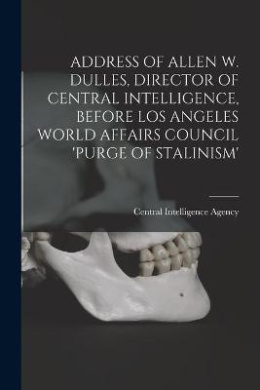 ADDRESS OF ALLEN W.
DULLES, DIRECTOR OF
CENTRAL INTELLIGENCE,
BEFORE LOS ANGELES
WORLD AFFAIRS COUNCIL
'PURGE OF STALINISM'
Central Intelligence Agency